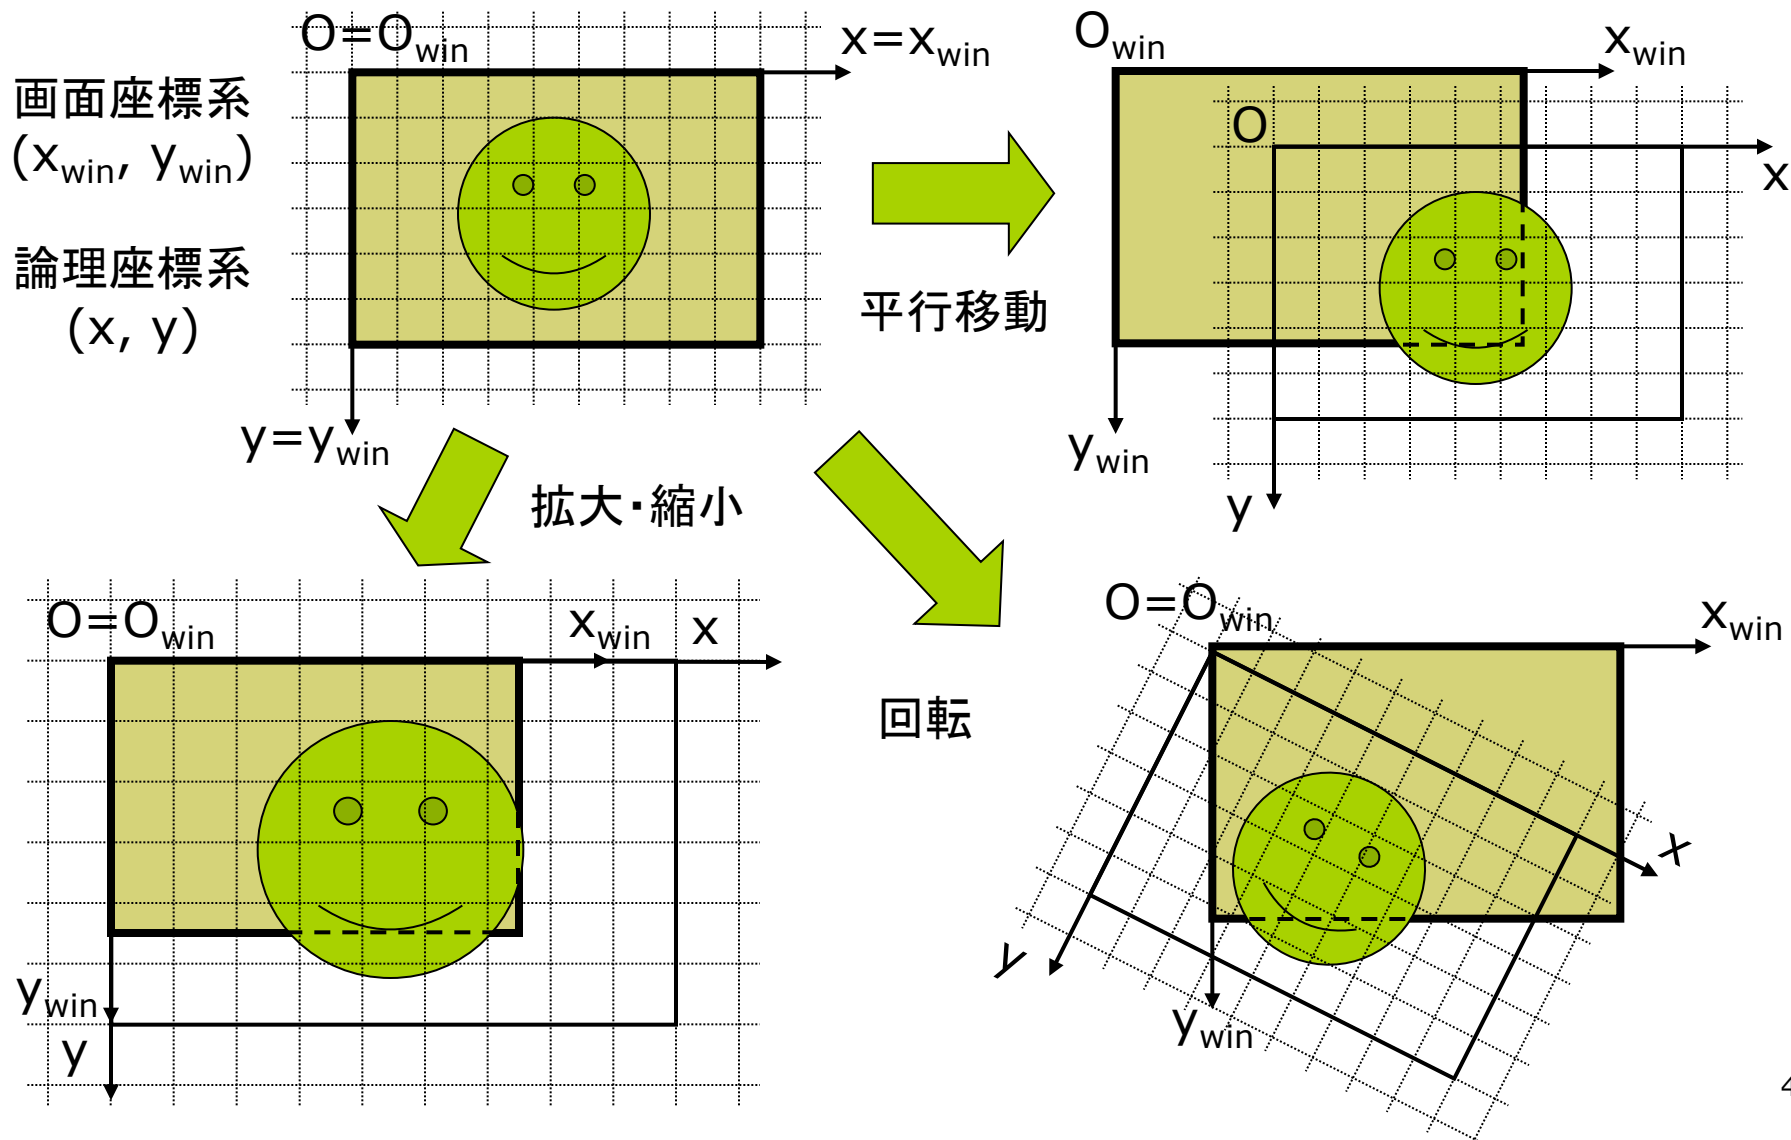 O=Owin
x=xwin
画面座標系
(xwin, ywin)
論理座標系
(x, y)
y=ywin
平行移動
Owin
xwin
O
x
ywin
y
拡大・縮小
O=Owin
xwin
x
ywin
y
回転
O=Owin
xwin
x
y
ywin
4